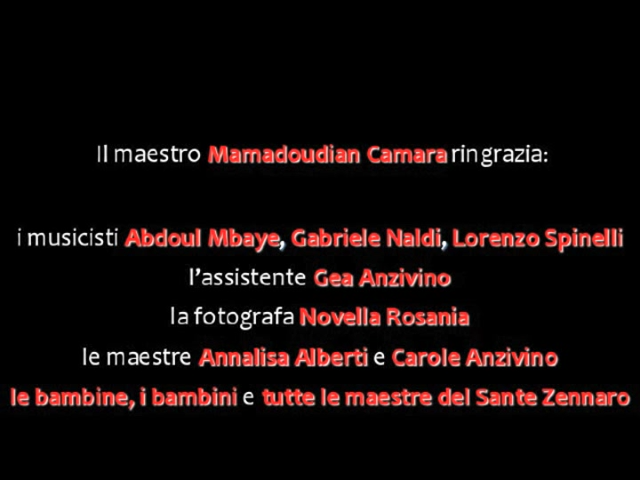 Il maestro Mamadoudian Camara ringrazia:
i musicisti Abdoul Mbaye, Gabriele Naldi, Lorenzo Spinelli
l'assistente Gea Anzivino
la fotografa Novella Rosania
le maestre Annalisa Alberti e Carole Anzivino
le bambine, i bambini e tutte le maestre del Sante Zennaro